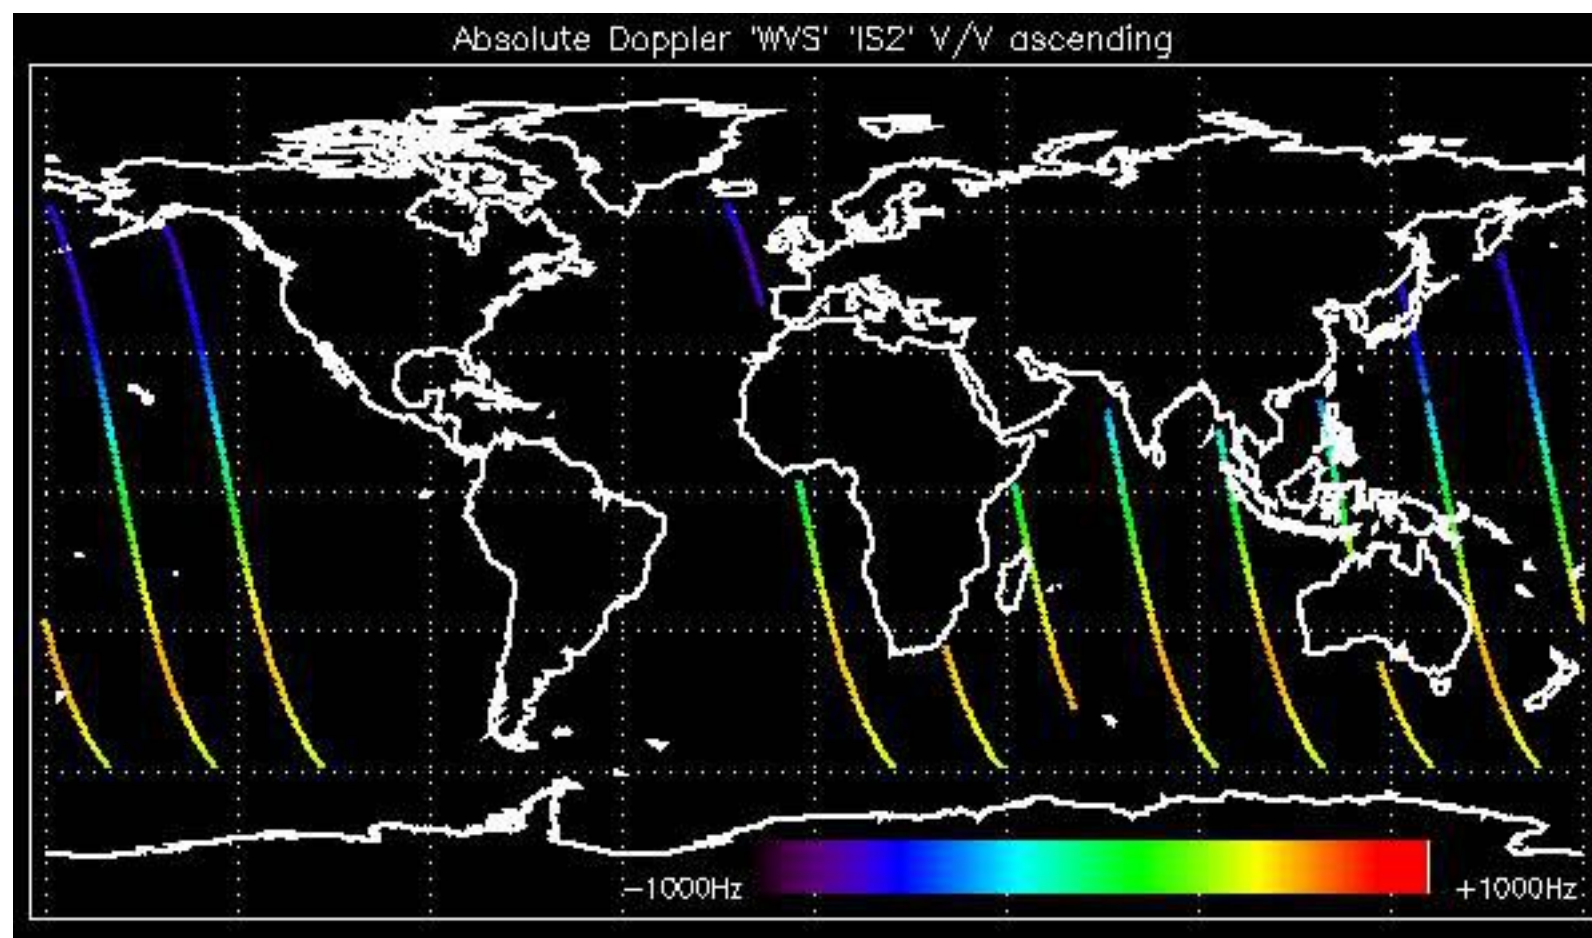 Absolute Doppler 'WVS' 'IS2' V/V ascending
−1000Hz
+1000Hz